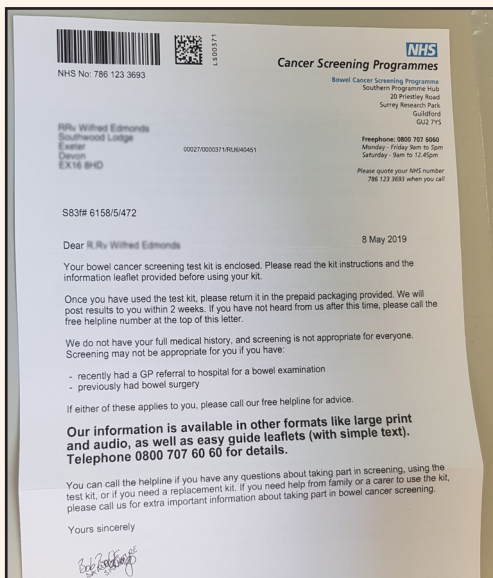 LS00371
NHS
Cancer Screening Programmes
NHS No: 786 123 3693
Bowel Cancer Screening Programme
Southern Programme Hub
20 Priestley Road
Surrey Research Park
Guildford
GU2 7YS
RRv Wilfred Edmonds
Southwood Lodge
Exeter
Devon
EX16 8HD
00027/0000371/RU6/40451
Freephone: 0800 707 6060
Monday - Friday 9am to 5pm
Saturday - 9am to 12.45pm
Please quote your NHS number
786 123 3693 when you call
S83f# 6158/5/472
8 May 2019
Dear R.Rv Wilfred Edmonds
Your bowel cancer screening test kit is enclosed. Please read the kit instructions and the
information leaflet provided before using your kit.
Once you have used the test kit, please return it in the prepaid packaging provided. We will
post results to you within 2 weeks. If you have not heard from us after this time, please call the
free helpline number at the top of this letter.
We do not have your full medical history, and screening is not appropriate for everyone.
Screening may not be appropriate for you if you have:
- recently had a GP referral to hospital for a bowel examination
- previously had bowel surgery
If either of these applies to you, please call our free helpline for advice.
Our information is available in other formats like large print
and audio, as well as easy guide leaflets (with simple text).
Telephone 0800 707 60 60 for details.
You can call the helpline if you have any questions about taking part in screening, using the
test kit, or if you need a replacement kit. If you need help from family or a carer to use the kit,
please call us for extra important information about taking part in bowel cancer screening.
Yours sincerely